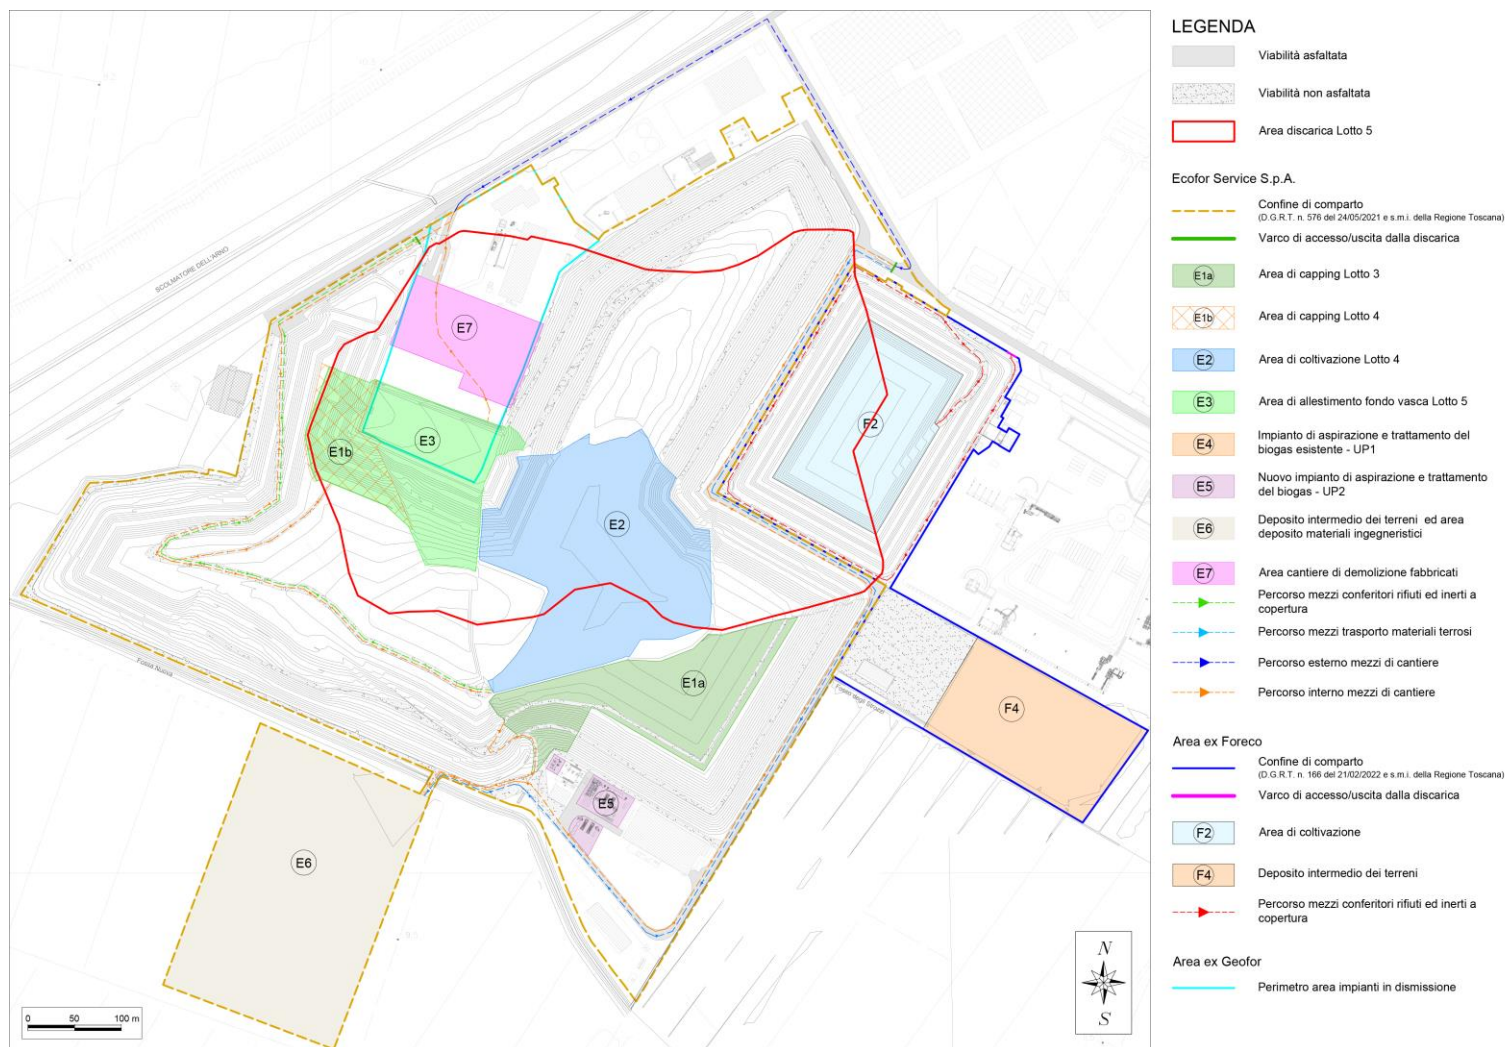 SCOLMATORE DELL'ARNO
E7
E3
E1b
E2
F2
E1a
F4
E5
E6
Fossa Nuova
Fosso degli Strozzi
0 50 100 m
N
S
LEGENDA
Viabilità asfaltata
Viabilità non asfaltata
Area discarica Lotto 5
Ecofor Service S.p.A.
Confine di comparto
(D.G.R.T. n. 576 del 24/05/2021 e s.m.i. della Regione Toscana)
Varco di accesso/uscita dalla discarica
E1a Area di capping Lotto 3
E1b Area di capping Lotto 4
E2 Area di coltivazione Lotto 4
E3 Area di allestimento fondo vasca Lotto 5
E4 Impianto di aspirazione e trattamento del
biogas esistente - UP1
E5 Nuovo impianto di aspirazione e trattamento
del biogas - UP2
E6 Deposito intermedio dei terreni ed area
deposito materiali ingegneristici
E7 Area cantiere di demolizione fabbricati
Percorso mezzi conferitori rifiuti ed inerti a
copertura
Percorso mezzi trasporto materiali terrosi
Percorso esterno mezzi di cantiere
Percorso interno mezzi di cantiere
Area ex Foreco
Confine di comparto
(D.G.R.T. n. 166 del 21/02/2022 e s.m.i. della Regione Toscana)
Varco di accesso/uscita dalla discarica
F2 Area di coltivazione
F4 Deposito intermedio dei terreni
Percorso mezzi conferitori rifiuti ed inerti a
copertura
Area ex Geofor
Perimetro area impianti in dismissione